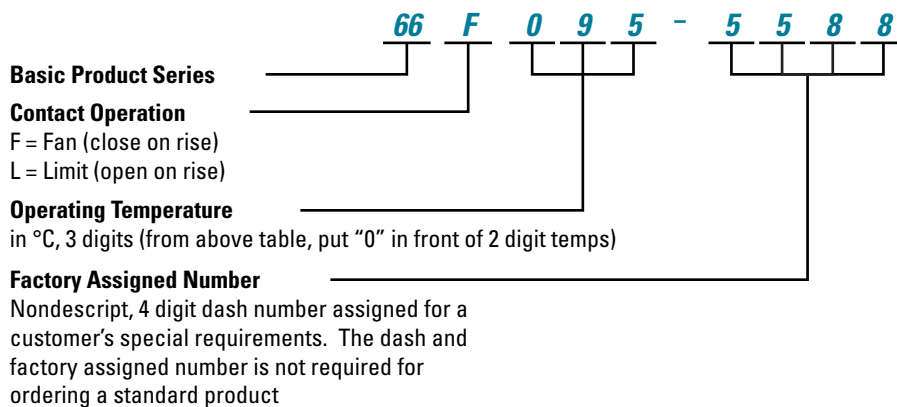 66 F 0 9 5 - 5 5 8 8
Basic Product Series
Contact Operation
F = Fan (close on rise)
L = Limit (open on rise)
Operating Temperature
in °C, 3 digits (from above table, put “0” in front of 2 digit temps)
Factory Assigned Number
Nondescript, 4 digit dash number assigned for a
customer’s special requirements.  The dash and
factory assigned number is not required for
ordering a standard product